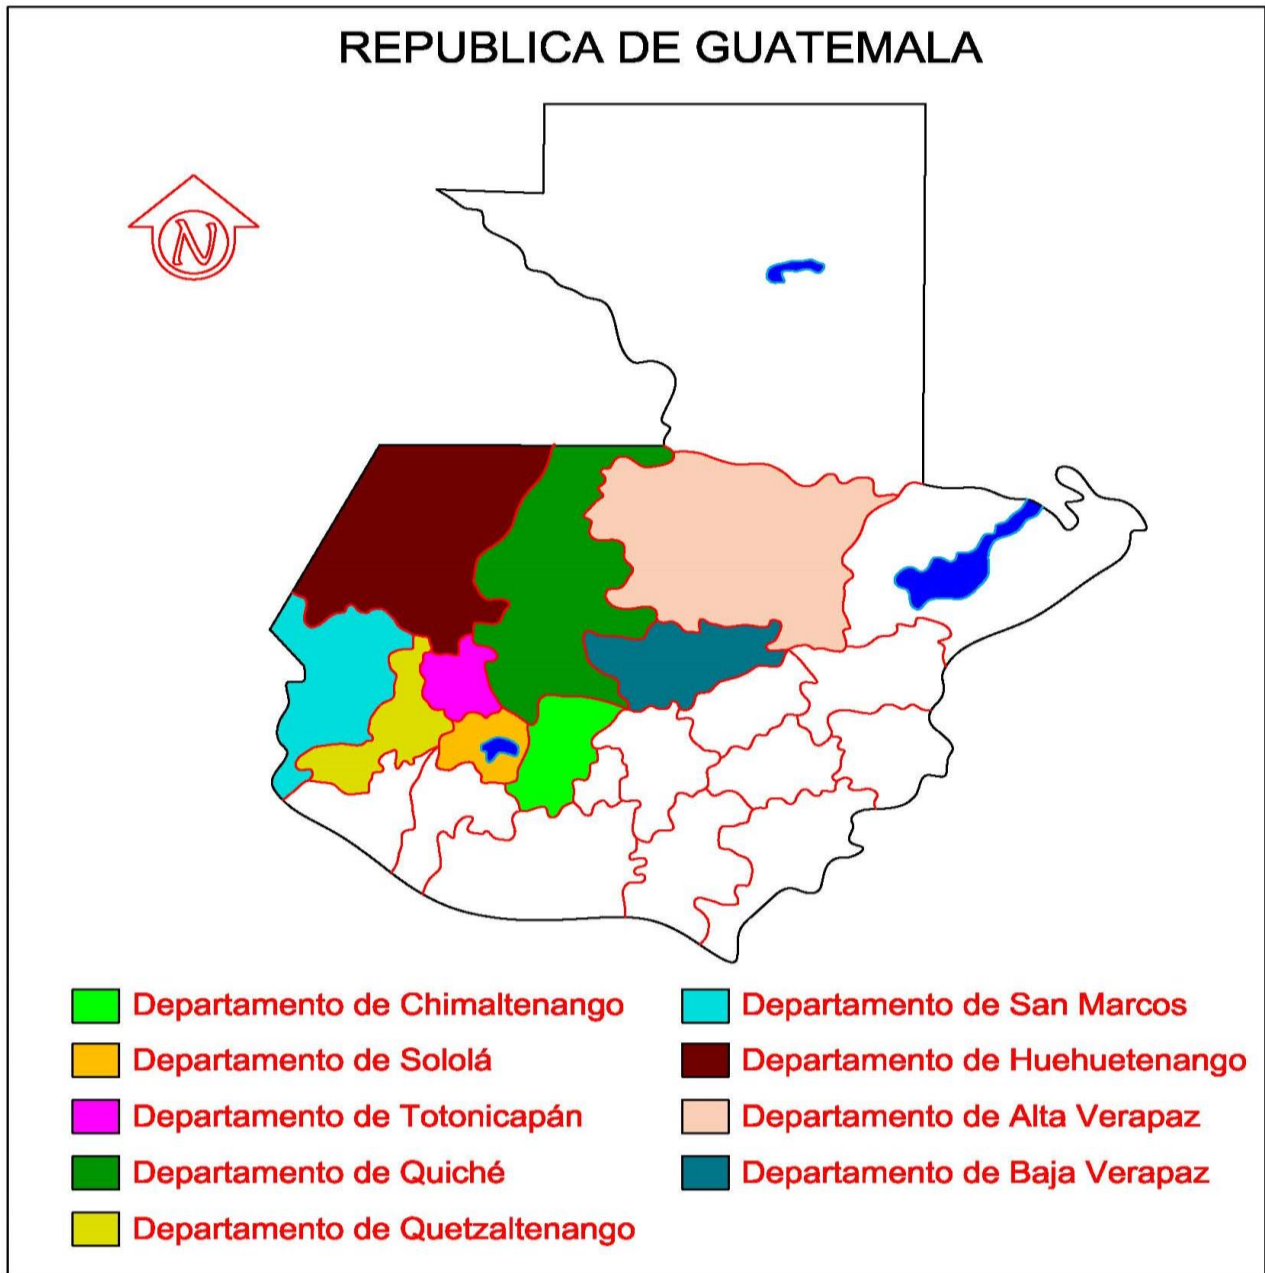 REPUBLICA DE GUATEMALA
N
Departamento de Chimaltenango
Departamento de Sololá
Departamento de Totonicapán
Departamento de Quiché
Departamento de Quetzaltenango
Departamento de San Marcos
Departamento de Huehuetenango
Departamento de Alta Verapaz
Departamento de Baja Verapaz